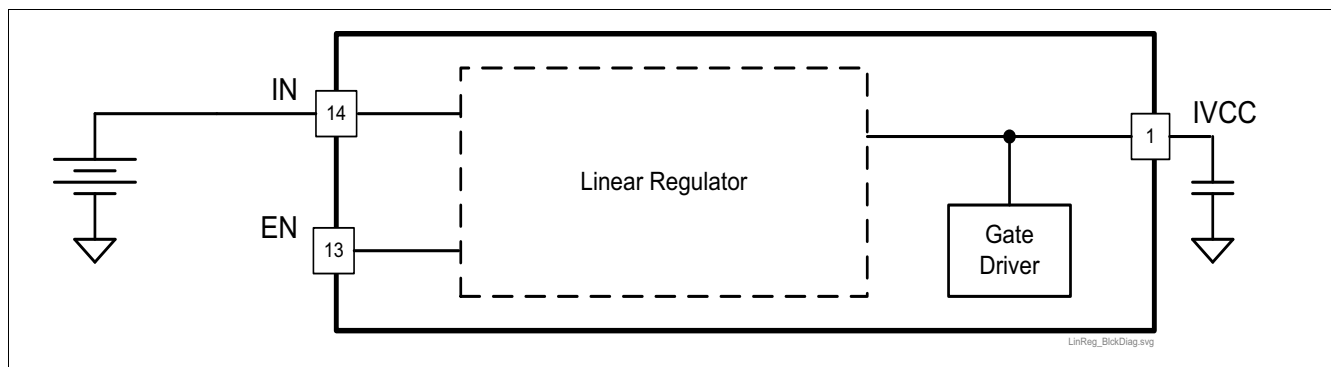 IN
14
EN
13
Linear Regulator
Gate
Driver
1
IVCC
LinReg_BlckDiag.svg